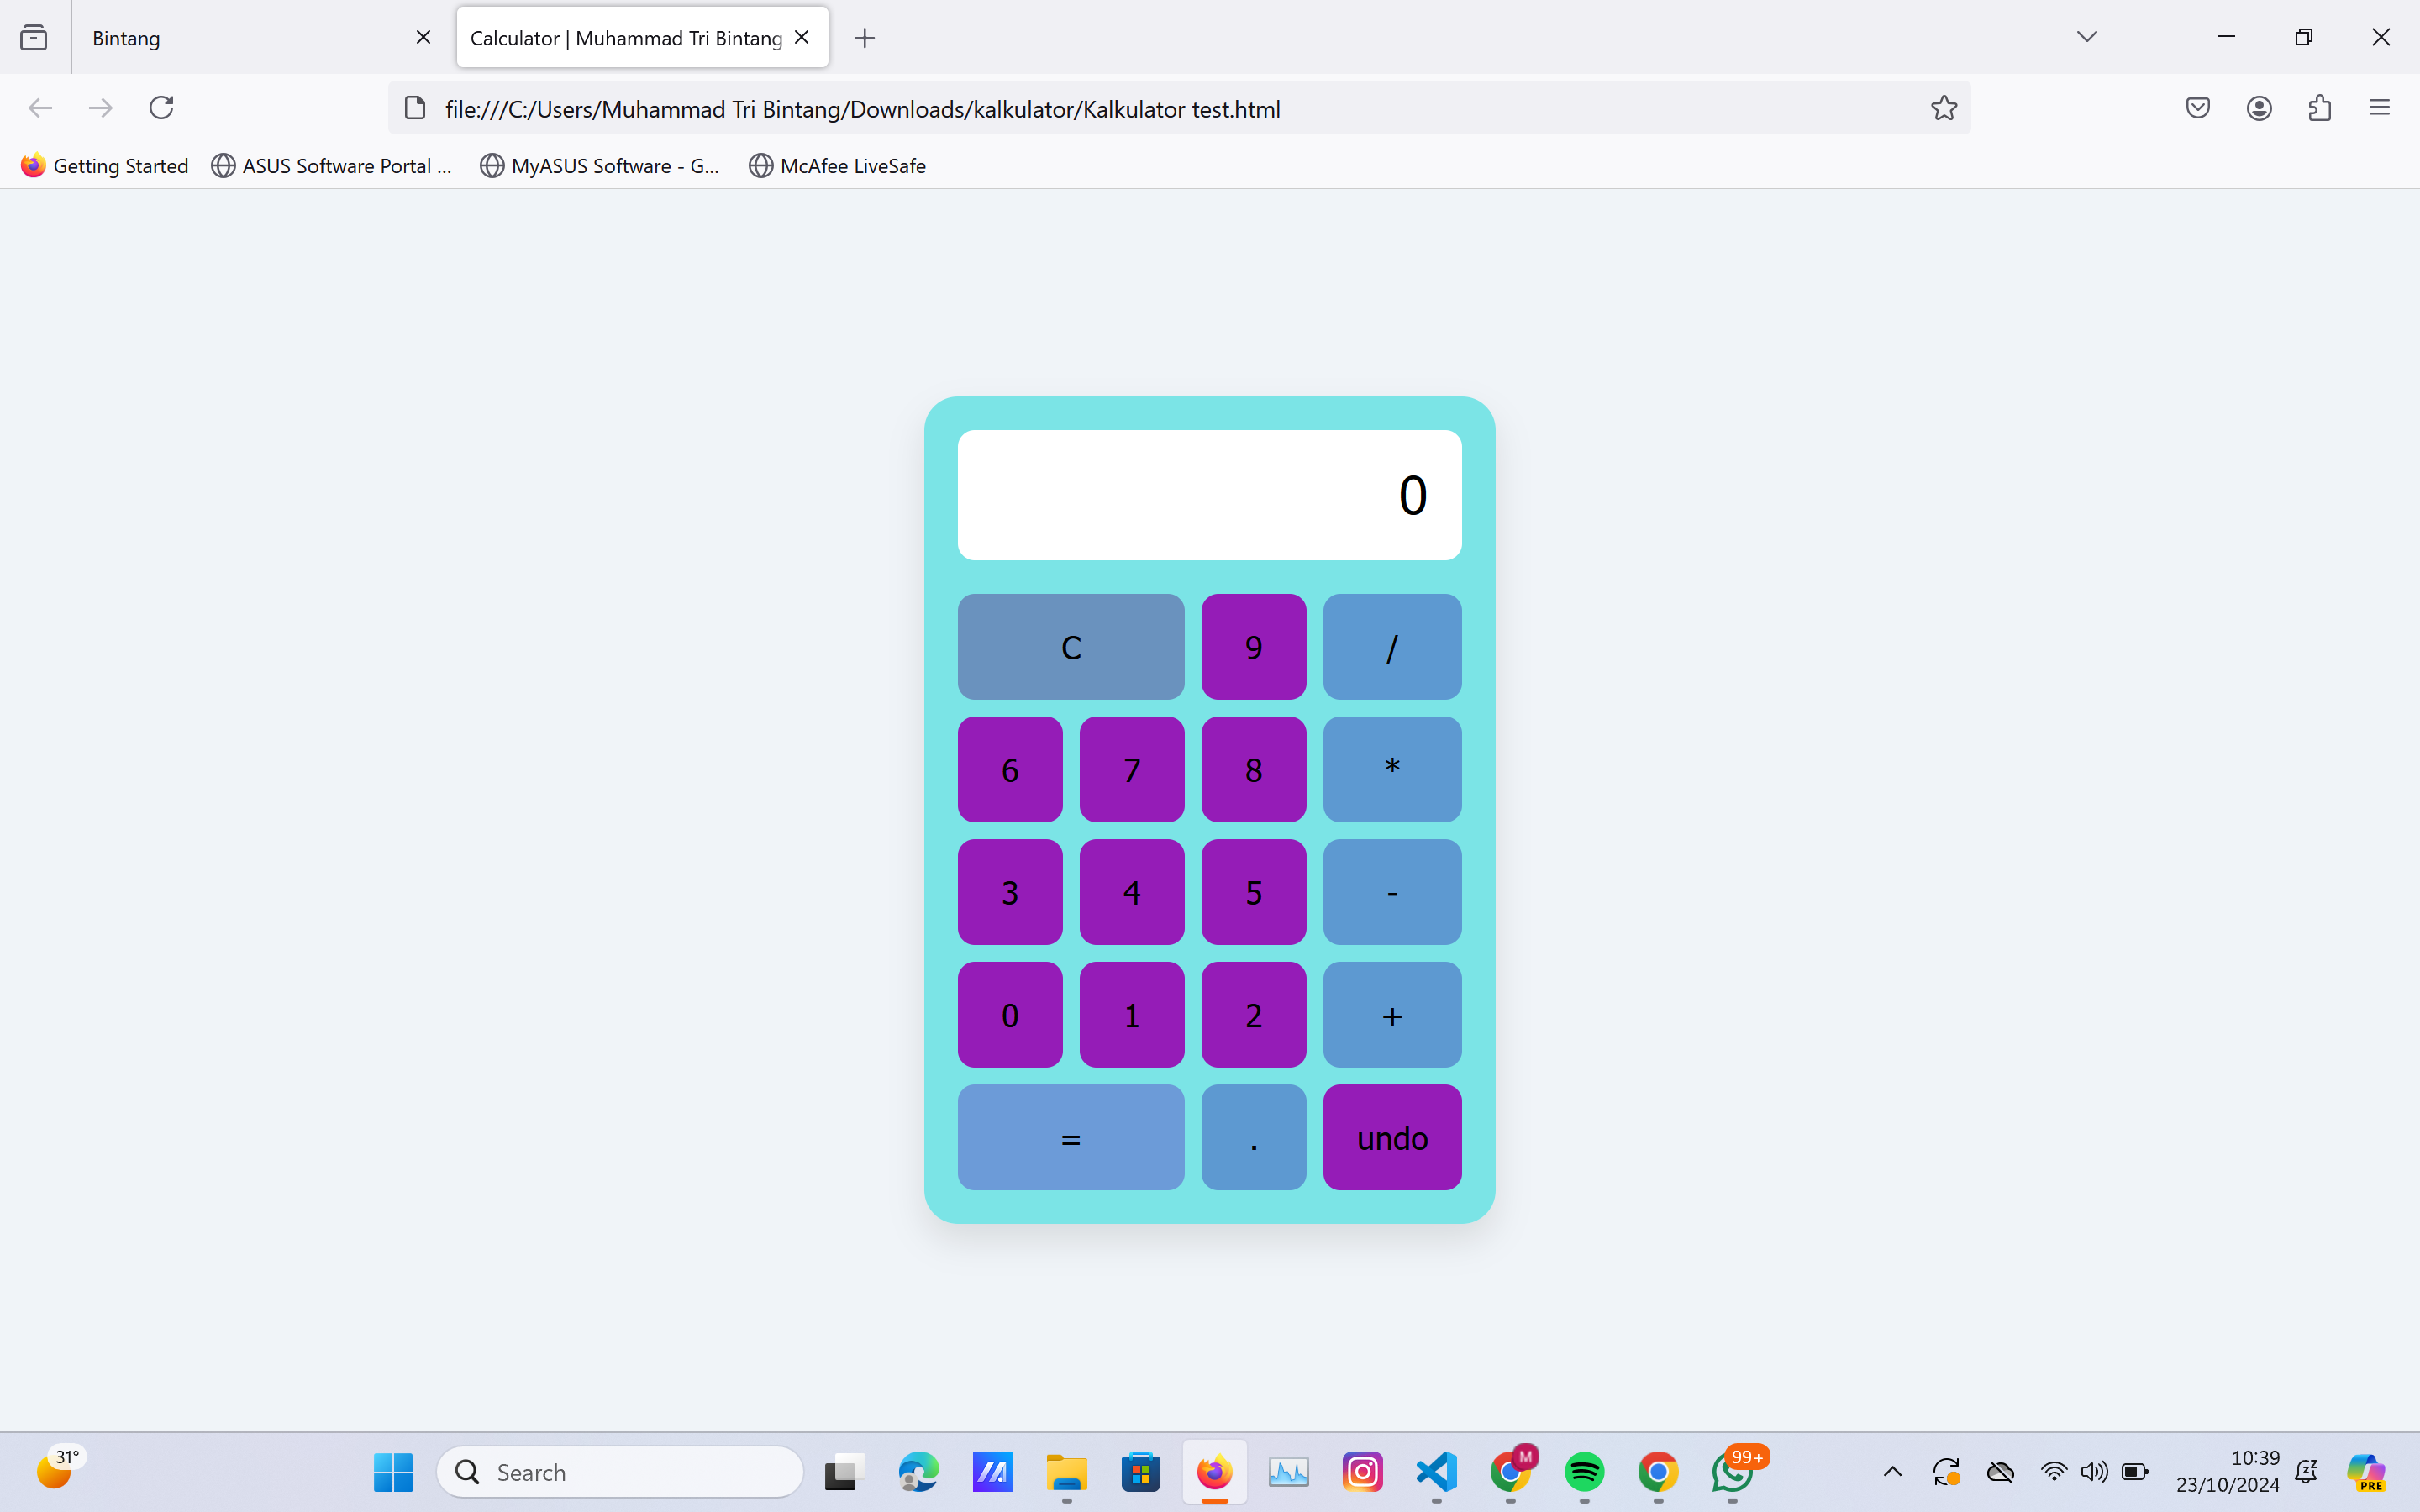 Bintang
Calculator | Muhammad Tri Bintang
file:///C:/Users/Muhammad Tri Bintang/Downloads/kalkulator/Kalkulator test.html
Getting Started
ASUS Software Portal ...
MyASUS Software - G...
McAfee LiveSafe
0
C 9 /
6 7 8 *
3 4 5 -
0 1 2 +
= . undo
31°
Search
M
99+
10:39
23/10/2024
PRE